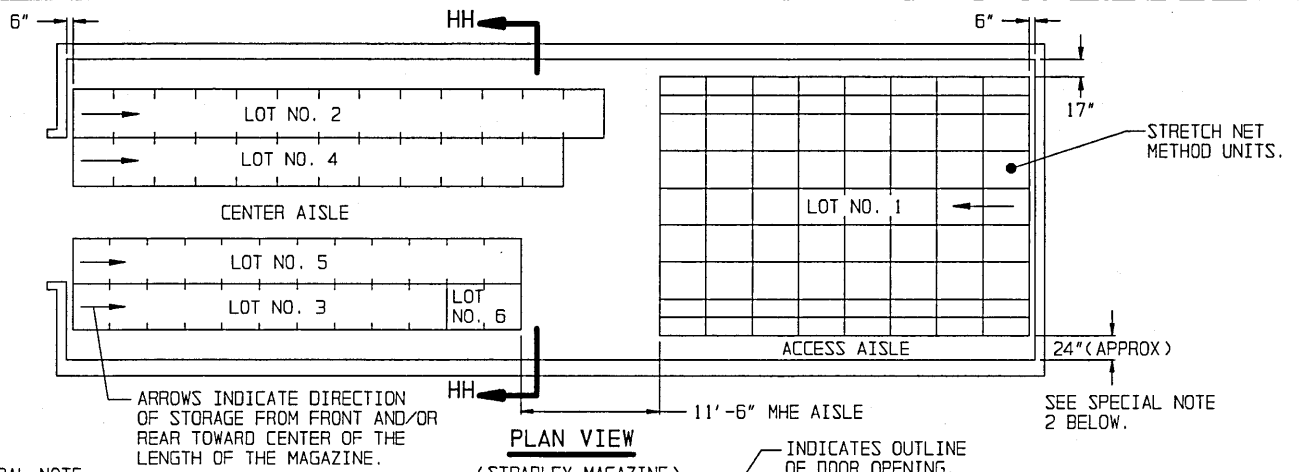 6"
HH
6"
17"
LOT NO. 2
STRETCH NET
METHOD UNITS.
LOT NO. 4
LOT NO. 1
CENTER AISLE
LOT NO. 5
LOT NO. 3
LOT
NO. 6
ACCESS AISLE
24"(APPROX)
HH
ARROWS INDICATE DIRECTION
OF STORAGE FROM FRONT AND/OR
REAR TOWARD CENTER OF THE
LENGTH OF THE MAGAZINE.
11'-6" MHE AISLE
SEE SPECIAL NOTE
2 BELOW.
PLAN VIEW
INDICATES OUTLINE
OF DOOR OPENING.
NOTE